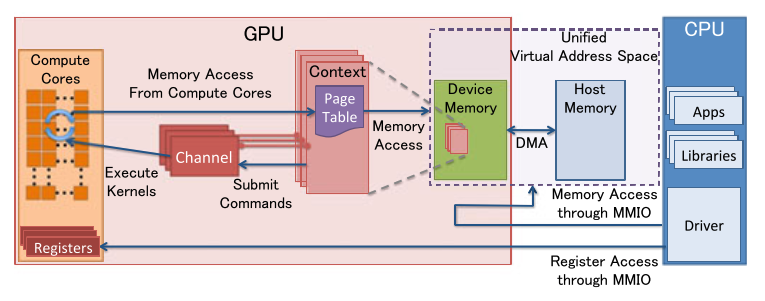 GPU
CPU
Unified
Virtual Address Space
Compute
Cores
Memory Access
From Compute Cores
Context
Page
Table
Device
Memory
Host
Memory
Apps
Memory
Access
DMA
Channel
Libraries
Execute
Kernels
Submit
Commands
Memory Access
through MMIO
Driver
Registers
Register Access
through MMIO